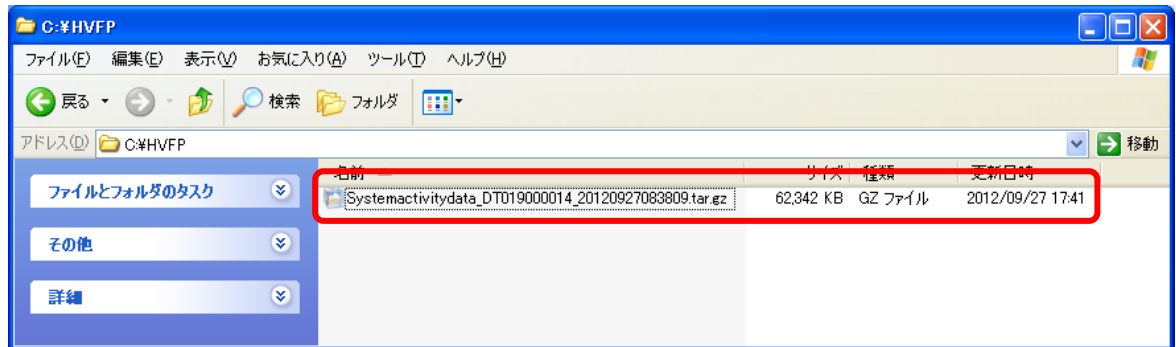 C:¥HVFP
ファイル(F) 編集(E) 表示(V) お気に入り(A) ツール(T) ヘルプ(H)
戻る 検索 フォルダ
アドレス(D) C:¥HVFP 移動
名前 サイズ 種類 更新日時
ファイルとフォルダのタスク
Systemactivitydata_DT019000014_20120927083809.tar.gz 62,342 KB GZ ファイル 2012/09/27 17:41
その他
詳細